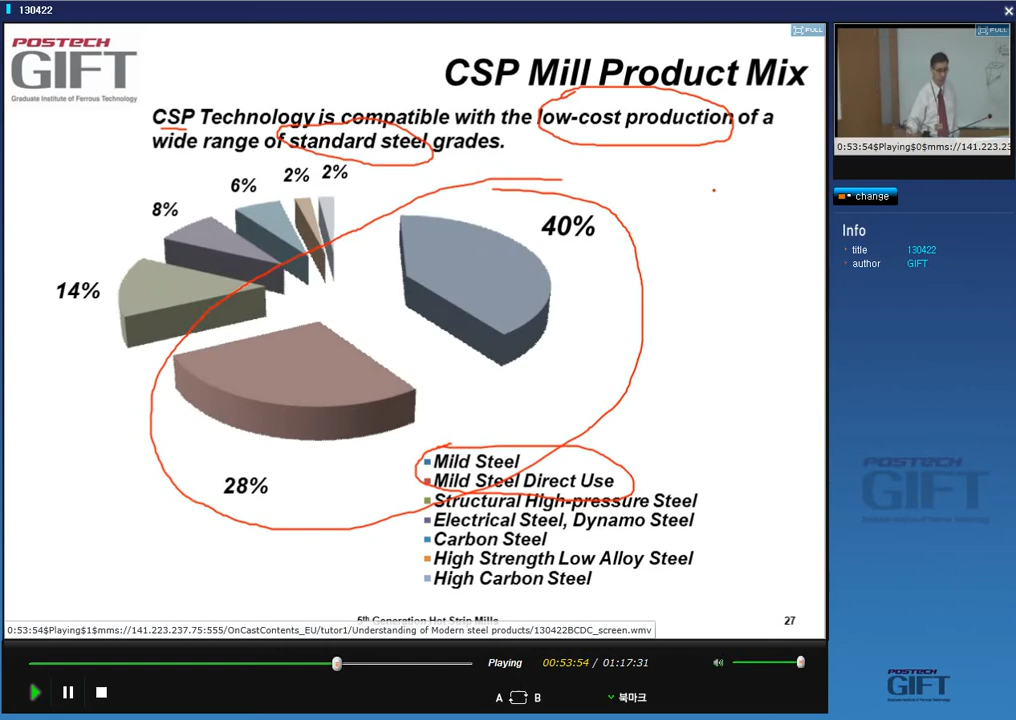 130422
FULL
POSTECH
GIFT
Graduate Institute of Ferrous Technology
CSP Mill Product Mix
CSP Technology is compatible with the low-cost production of a
wide range of standard steel grades.
6%
2%
2%
8%
40%
14%
28%
Mild Steel
Mild Steel Direct Use
Structural High-pressure Steel
Electrical Steel, Dynamo Steel
Carbon Steel
High Strength Low Alloy Steel
High Carbon Steel
5th Generation Hot Strip Mills
27
0:53:54$Playing$1$mms://141.223.237.75:555/OnCastContents_EU/tutor1/Understanding of Modern steel products/130422BCDC_screen.wmv
FULL
0:53:54$Playing$0$mms://141.223.23
change
Info
title 130422
author GIFT
POSTECH
GIFT
Playing
00:53:54 / 01:17:31
A B
북마크
POSTECH
GIFT